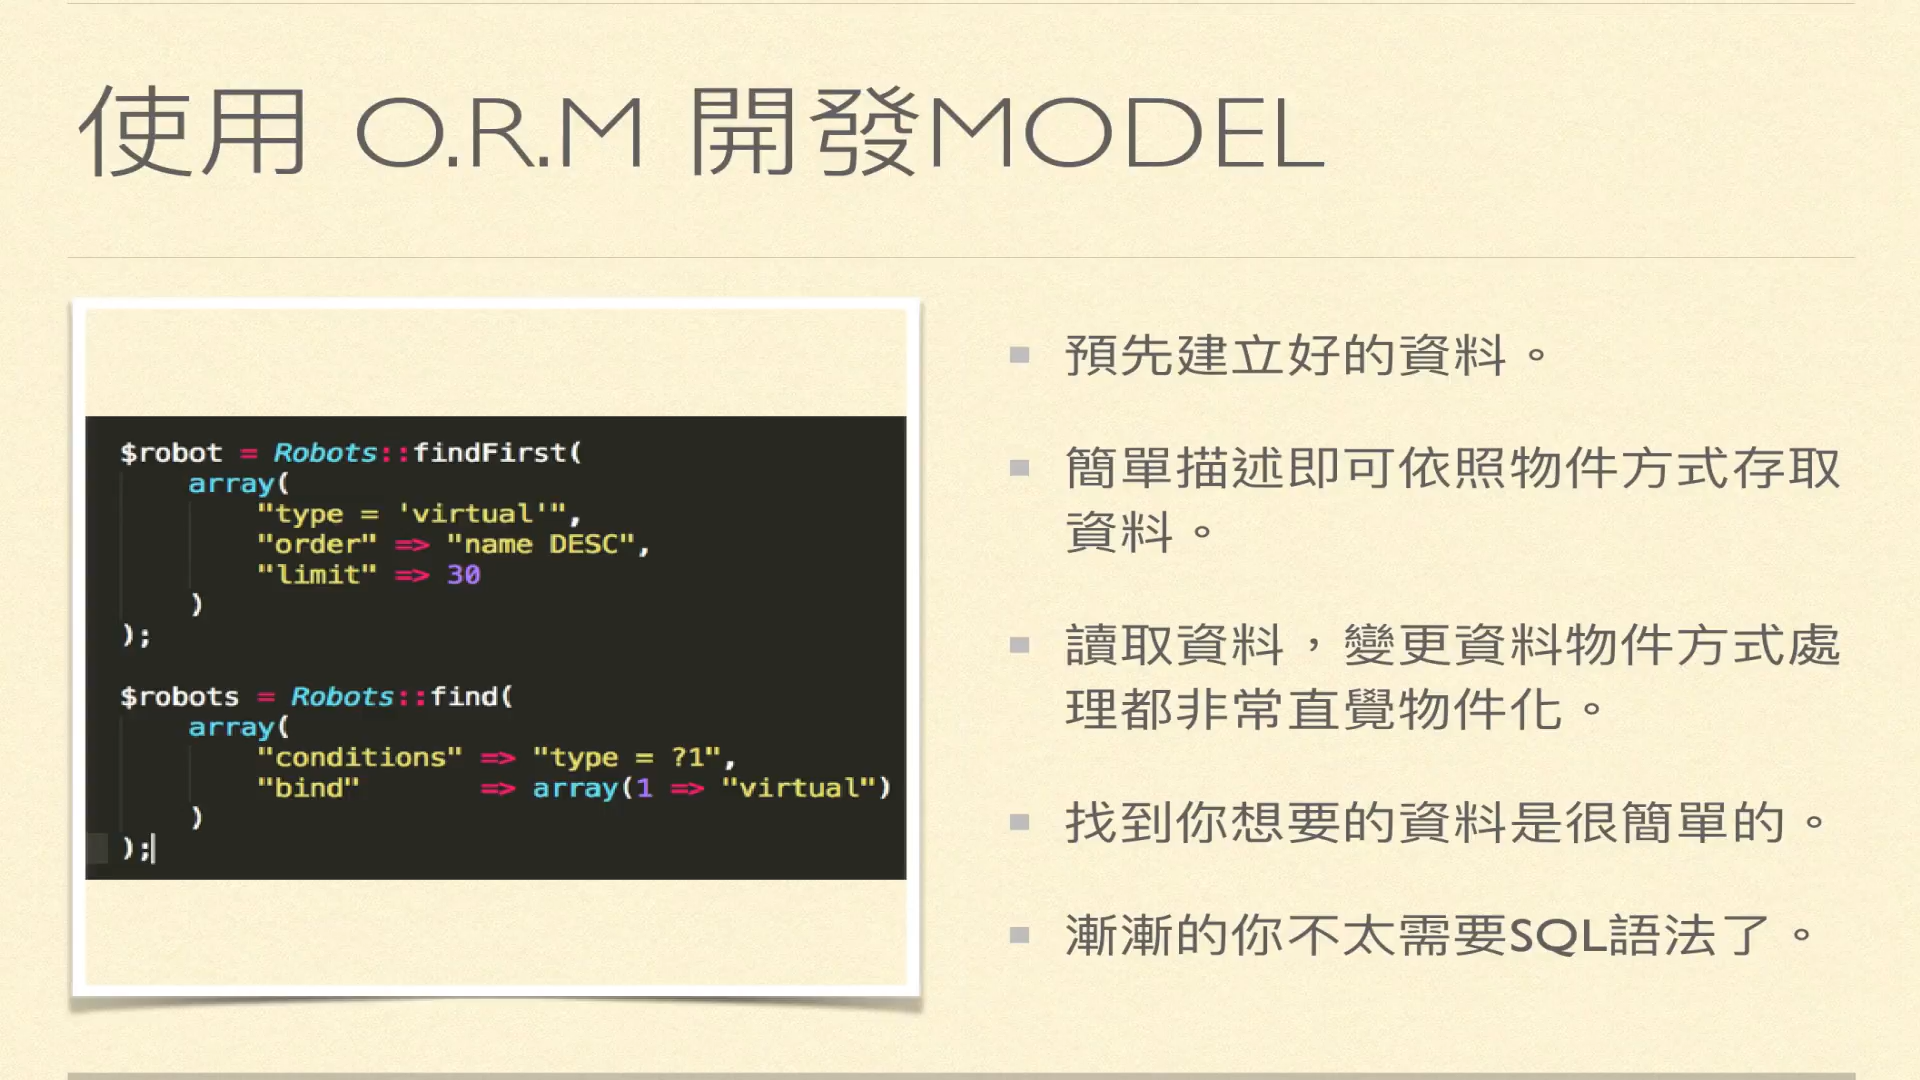 使用 O.R.M 開發MODEL
$robot = Robots::findFirst(
    array(
        "type = 'virtual'",
        "order" => "name DESC",
        "limit" => 30
    )
);
$robots = Robots::find(
    array(
        "conditions" => "type = ?1",
        "bind"       => array(1 => "virtual")
    )
);
預先建立好的資料。
簡單描述即可依照物件方式存取
資料。
讀取資料，變更資料物件方式處
理都非常直覺物件化。
找到你想要的資料是很簡單的。
漸漸的你不太需要SQL語法了。